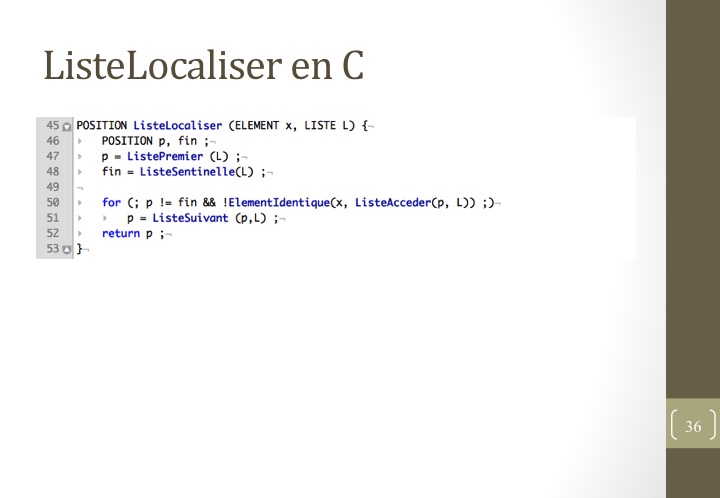 ListeLocaliser en C
45 POSITION ListeLocaliser (ELEMENT x, LISTE L) {¬
46 POSITION p, fin ;¬
47 p = ListePremier (L) ;¬
48 fin = ListeSentinelle(L) ;¬
49 ¬
50 for (; p != fin && !ElementIdentique(x, ListeAcceder(p, L)) ;)¬
51 p = ListeSuivant (p,L) ;¬
52 return p ;¬
53 }¬
36